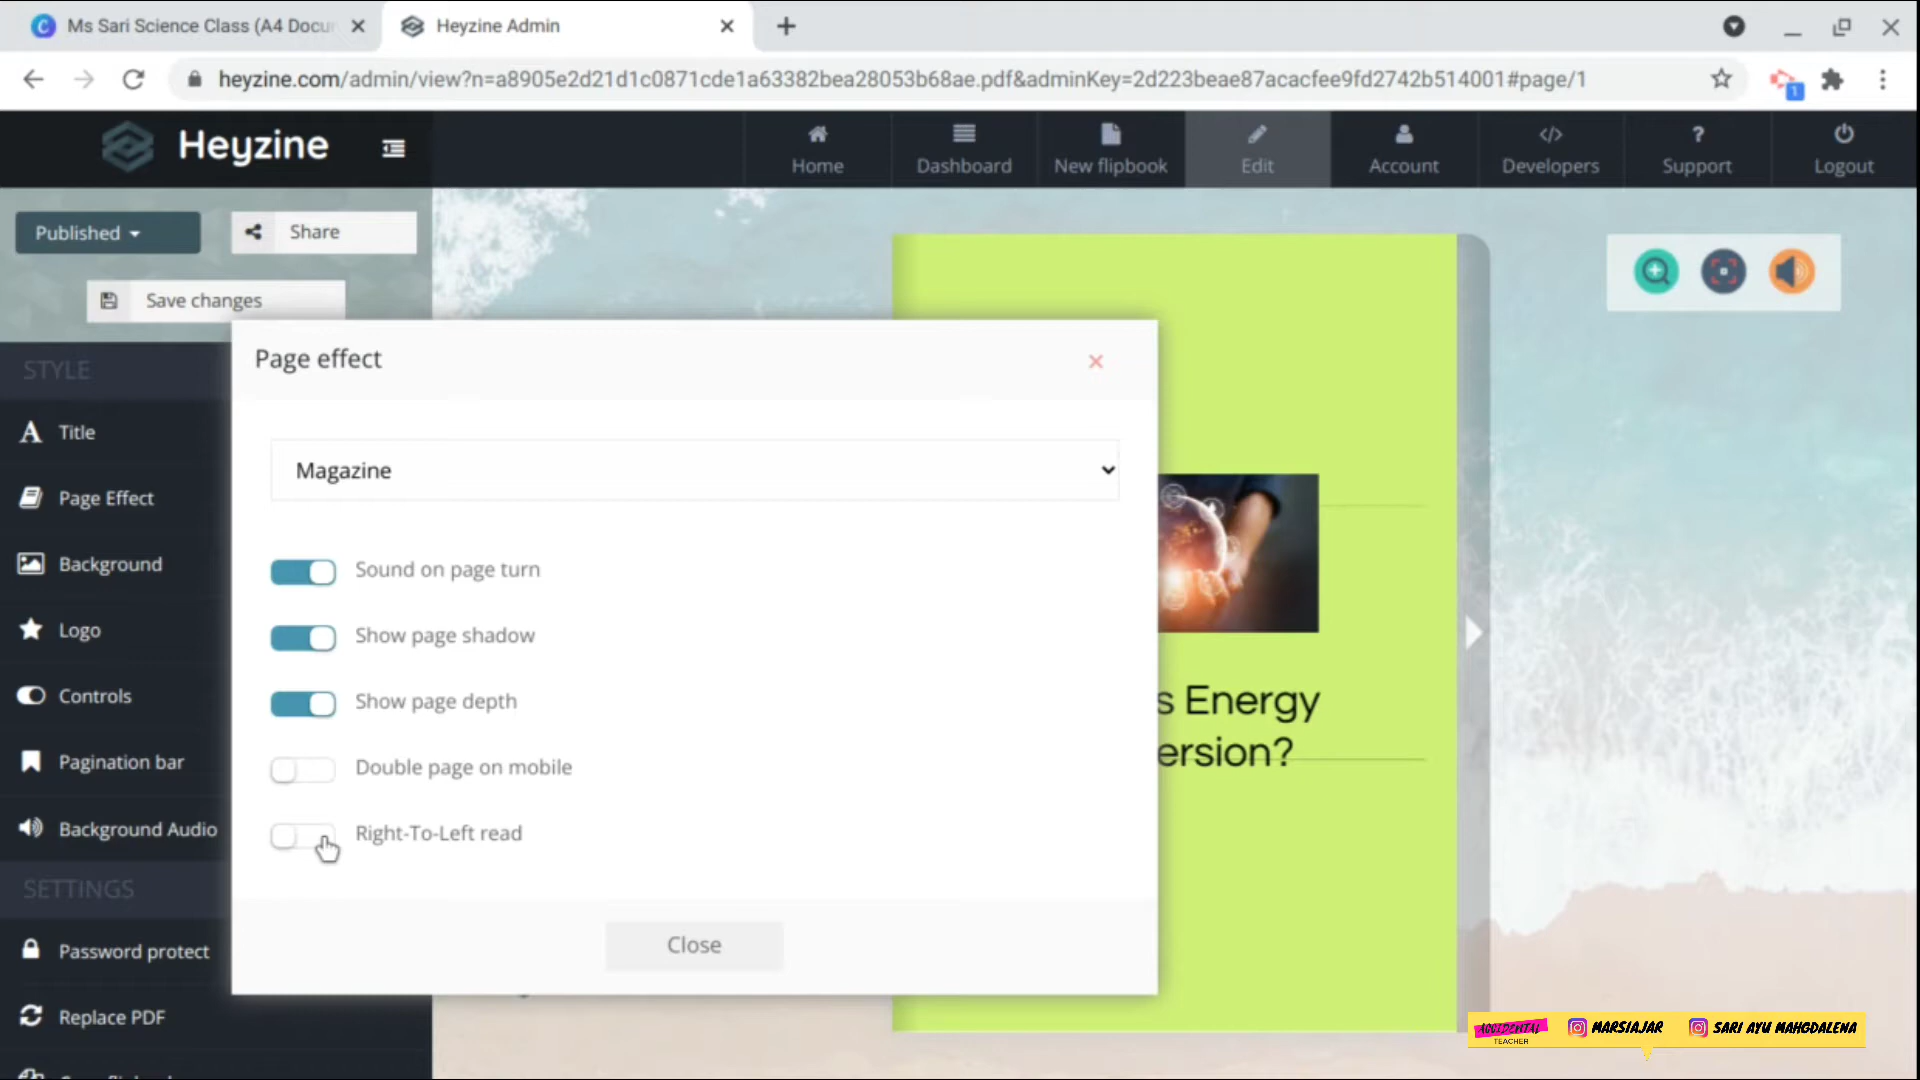 Ms Sari Science Class (A4 Docu
Heyzine Admin
heyzine.com/admin/view?n=a8905e2d21d1c0871cde1a63382bea28053b68ae.pdf&adminKey=2d223beae87acacfee9fd2742b514001#page/1
1
Heyzine
Home
Dashboard
New flipbook
Edit
Account
Developers
Support
Logout
Published
Share
Save changes
STYLE
Title
Page Effect
Background
Logo
Controls
Pagination bar
Background Audio
SETTINGS
Password protect
Replace PDF
Page effect
Magazine
Sound on page turn
Show page shadow
Show page depth
Double page on mobile
Right-To-Left read
Close
s Energy
ersion?
ACCIDENTAL
TEACHER
MARSIAJAR
SARI AYU MAHGDALENA